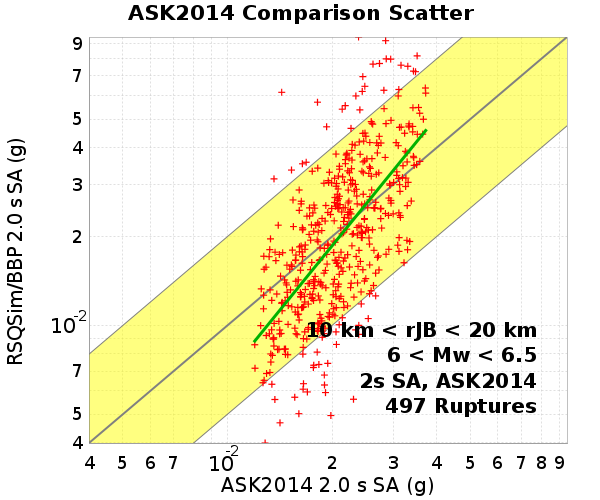 ASK2014 Comparison Scatter
RSQSim/BBP 2.0 s SA (g)
9
7
5
4
3
2
10-2
7
5
4
10 km < rJB < 20 km
6 < Mw < 6.5
2s SA, ASK2014
497 Ruptures
4 5 6 7 10-2 2 3 4 5 6 7 8 9
ASK2014 2.0 s SA (g)